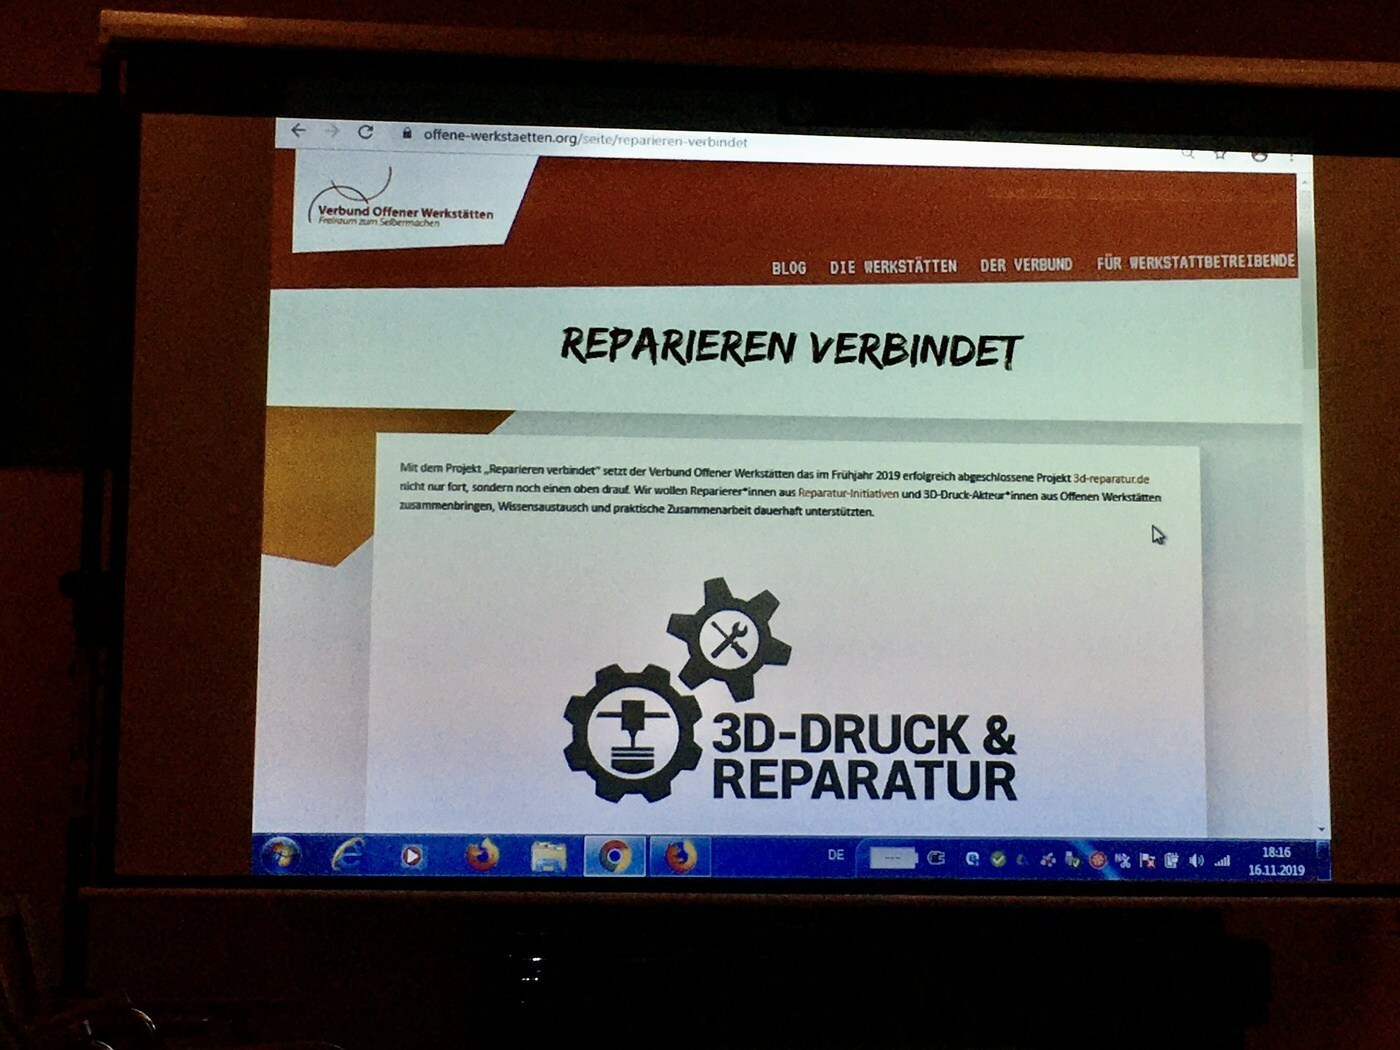 offene-werkstaetten.org/seite/reparieren-verbindet
Verbund Offener Werkstätten
Freiraum zum Selbermachen
BLOG DIE WERKSTÄTTEN DER VERBUND FÜR WERKSTATTBETREIBENDE
REPARIEREN VERBINDET
Mit dem Projekt „Reparieren verbindet" setzt der Verbund Offener Werkstätten das im Frühjahr 2019 erfolgreich abgeschlossene Projekt 3d-reparatur.de
nicht nur fort, sondern noch einen oben drauf. Wir wollen Reparierer*innen aus Reparatur-Initiativen und 3D-Druck-Akteur*innen aus Offenen Werkstätten
zusammenbringen, Wissensaustausch und praktische Zusammenarbeit dauerhaft unterstützten.
3D-DRUCK &
REPARATUR
DE
18:16
16.11.2019